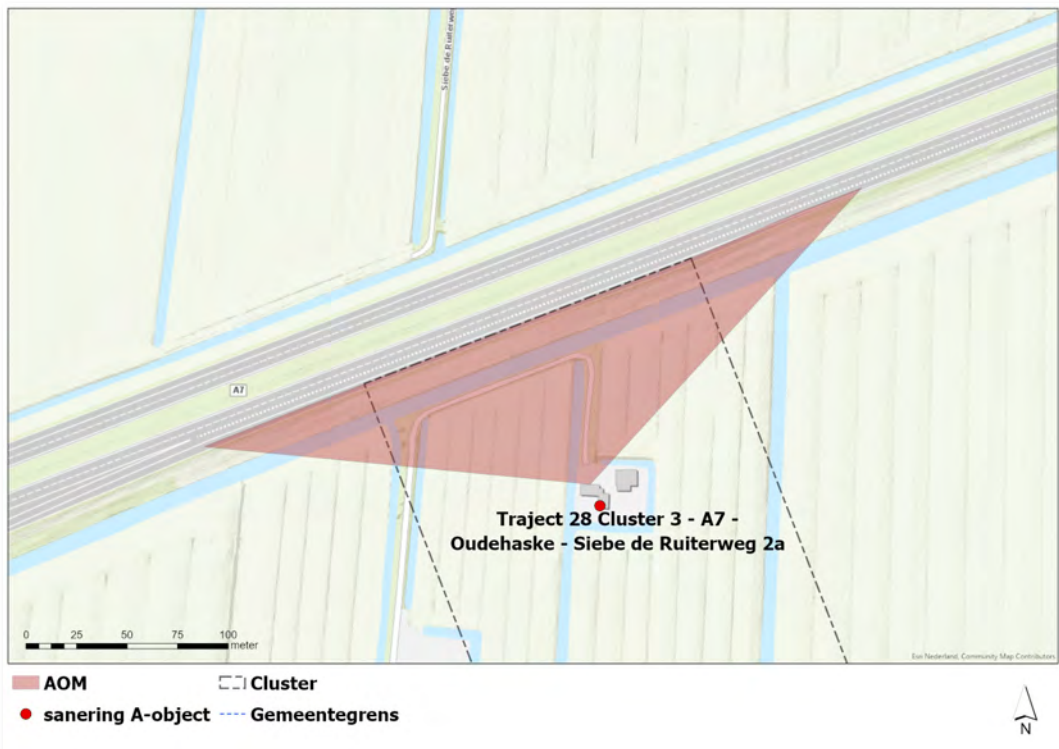 Siebe de Ruiterw
A7
Traject 28 Cluster 3 - A7 -
Oudehaske - Siebe de Ruiterweg 2a
0 25 50 75 100
meter
Esri Nederland, Community Map Contributors
AOM
Cluster
sanering A-object
Gemeentegrens
N